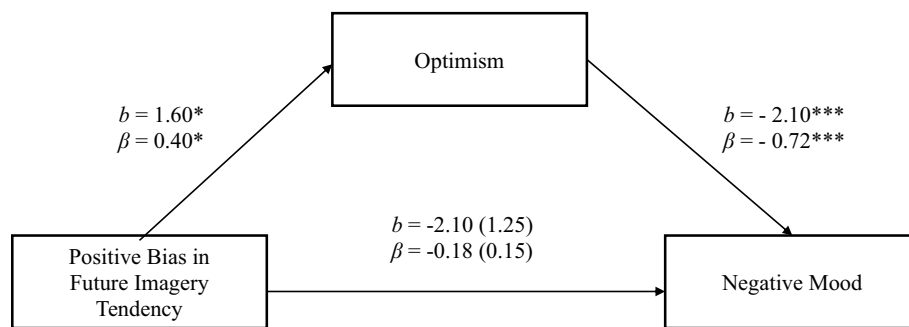 Optimism
b = 1.60*
β = 0.40*
b = - 2.10***
β = - 0.72***
b = -2.10 (1.25)
β = -0.18 (0.15)
Positive Bias in
Future Imagery
Tendency
Negative Mood